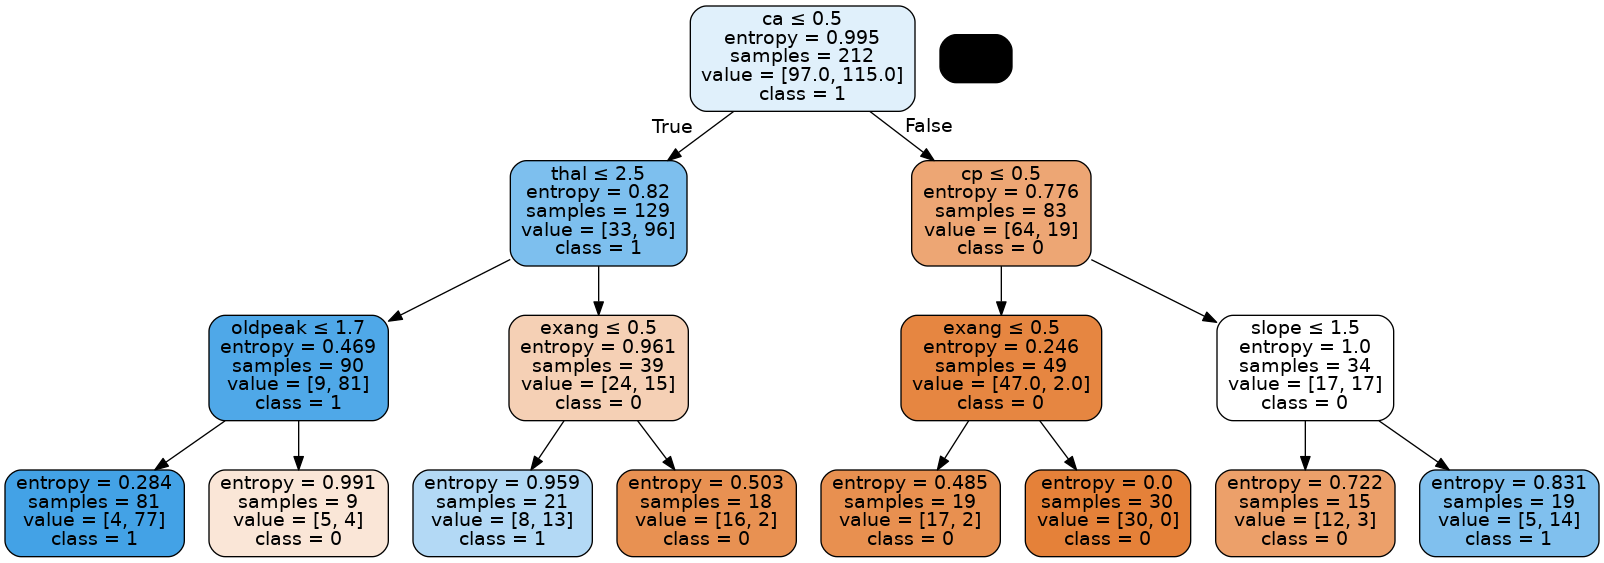 ca ≤ 0.5
entropy = 0.995
samples = 212
value = [97.0, 115.0]
class = 1
True
False
thal ≤ 2.5
entropy = 0.82
samples = 129
value = [33, 96]
class = 1
cp ≤ 0.5
entropy = 0.776
samples = 83
value = [64, 19]
class = 0
oldpeak ≤ 1.7
entropy = 0.469
samples = 90
value = [9, 81]
class = 1
exang ≤ 0.5
entropy = 0.961
samples = 39
value = [24, 15]
class = 0
exang ≤ 0.5
entropy = 0.246
samples = 49
value = [47.0, 2.0]
class = 0
slope ≤ 1.5
entropy = 1.0
samples = 34
value = [17, 17]
class = 0
entropy = 0.284
samples = 81
value = [4, 77]
class = 1
entropy = 0.991
samples = 9
value = [5, 4]
class = 0
entropy = 0.959
samples = 21
value = [8, 13]
class = 1
entropy = 0.503
samples = 18
value = [16, 2]
class = 0
entropy = 0.485
samples = 19
value = [17, 2]
class = 0
entropy = 0.0
samples = 30
value = [30, 0]
class = 0
entropy = 0.722
samples = 15
value = [12, 3]
class = 0
entropy = 0.831
samples = 19
value = [5, 14]
class = 1